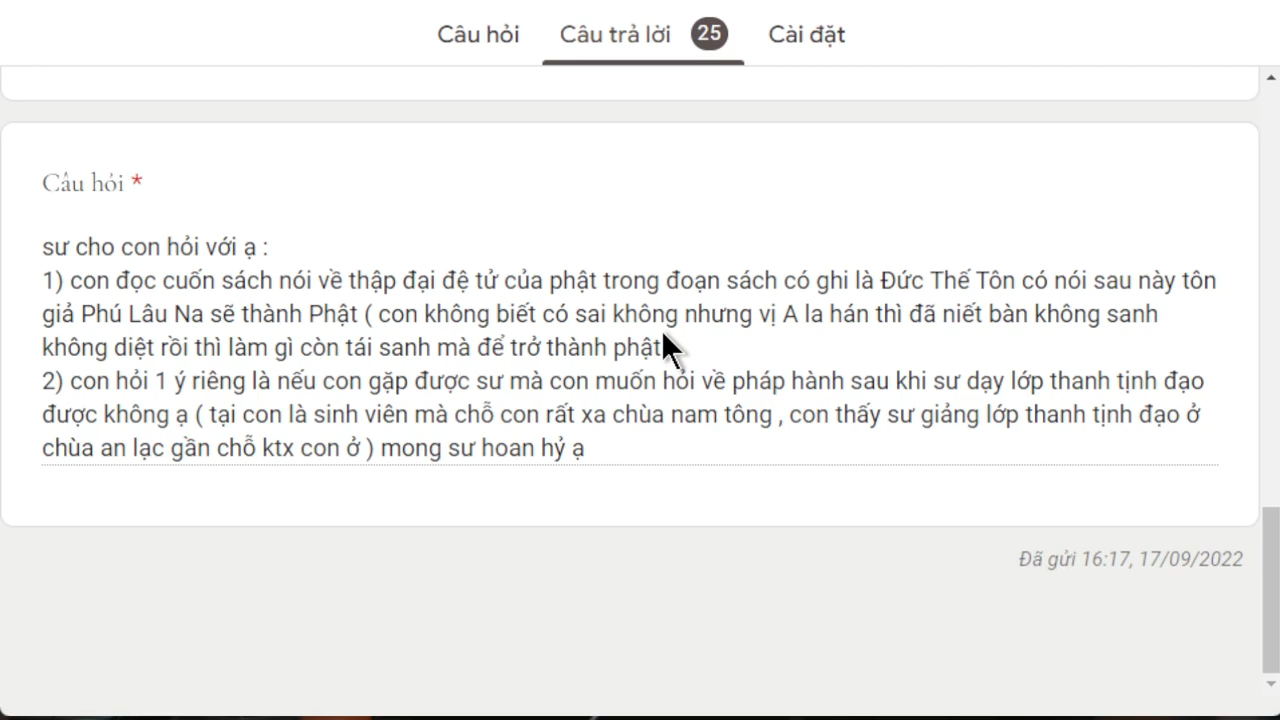 Câu hỏi Câu trả lời 25 Cài đặt
Câu hỏi *
sư cho con hỏi với ạ :
1) con đọc cuốn sách nói về thập đại đệ tử của phật trong đoạn sách có ghi là Đức Thế Tôn có nói sau này tôn
giả Phú Lâu Na sẽ thành Phật ( con không biết có sai không nhưng vị A la hán thì đã niết bàn không sanh
không diệt rồi thì làm gì còn tái sanh mà để trở thành phật
2) con hỏi 1 ý riêng là nếu con gặp được sư mà con muốn hỏi về pháp hành sau khi sư dạy lớp thanh tịnh đạo
được không ạ ( tại con là sinh viên mà chỗ con rất xa chùa nam tông , con thấy sư giảng lớp thanh tịnh đạo ở
chùa an lạc gần chỗ ktx con ở ) mong sư hoan hỷ ạ
Đã gửi 16:17, 17/09/2022